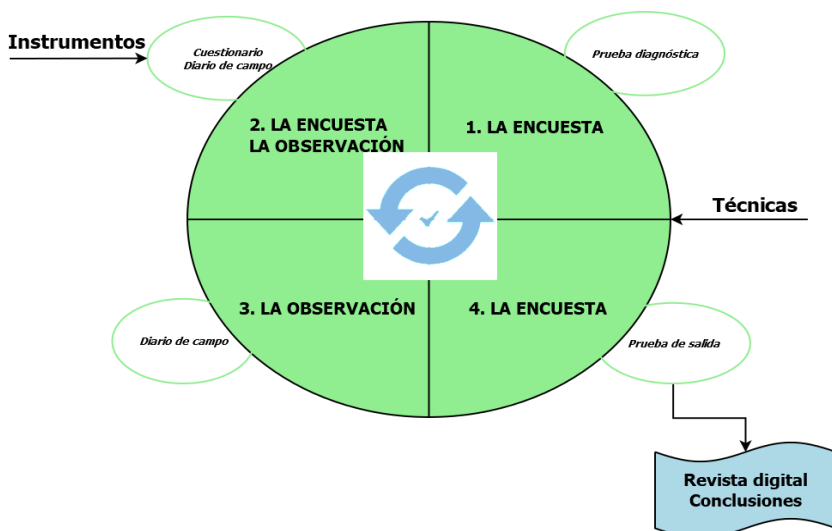 Instrumentos
Cuestionario
Diario de campo
Prueba diagnóstica
2. LA ENCUESTA
LA OBSERVACIÓN
1. LA ENCUESTA
Técnicas
3. LA OBSERVACIÓN
4. LA ENCUESTA
Diario de campo
Prueba de salida
Revista digital
Conclusiones